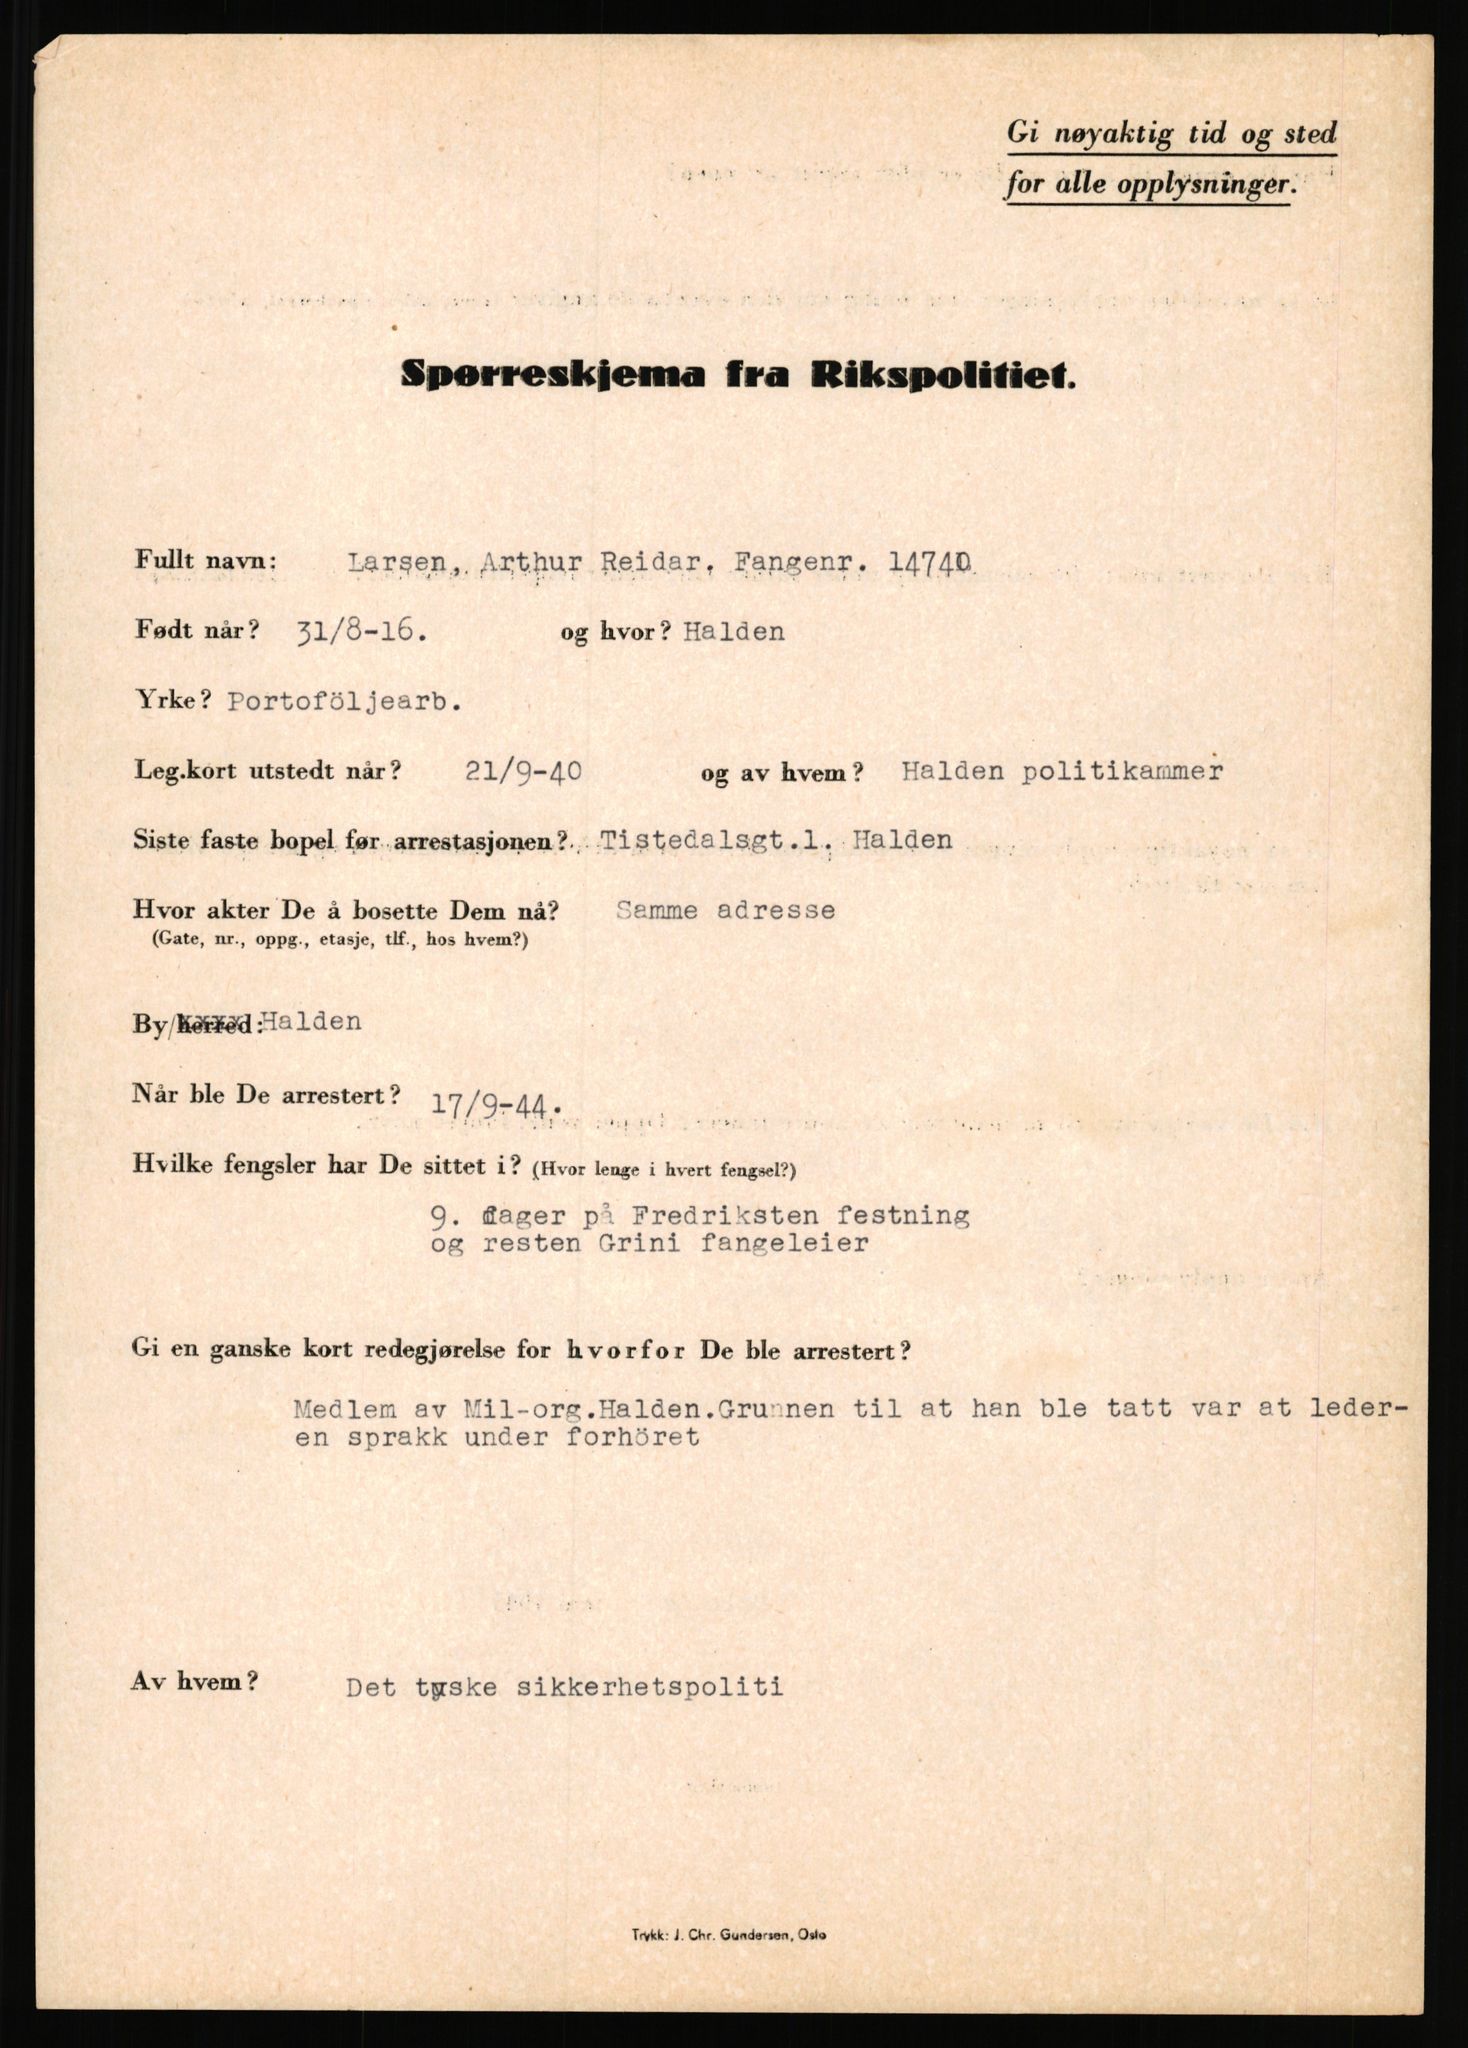 Gi nøyaktig tid og sted
for alle opplysninger.
Spørreskjema fra Rikspolitiet.
Fullt navn: Larsen, Arthur Reidar. Fangenr. 14740
Født når? 31/8-16. og hvor? Halden
Yrke? Portoföljearb.
Leg.kort utstedt når? 21/9-40 og av hvem? Halden politikammer
Siste faste bopel før arrestasjonen? Tistedalsgt.1. Halden
Hvor akter De å bosette Dem nå? Samme adresse
(Gate, nr., oppg., etasje, tlf., hos hvem?)
By/herred: Halden
Når ble De arrestert? 17/9-44.
Hvilke fengsler har De sittet i? (Hvor lenge i hvert fengsel?)
9. dager på Fredriksten festning
og resten Grini fangeleier
Gi en ganske kort redegjørelse for hvorfor De ble arrestert?
Medlem av Mil-org.Halden.Grunnen til at han ble tatt var at leder-
en sprakk under forhöret
Av hvem? Det tyske sikkerhetspoliti
Trykk: J. Chr. Gundersen, Oslo